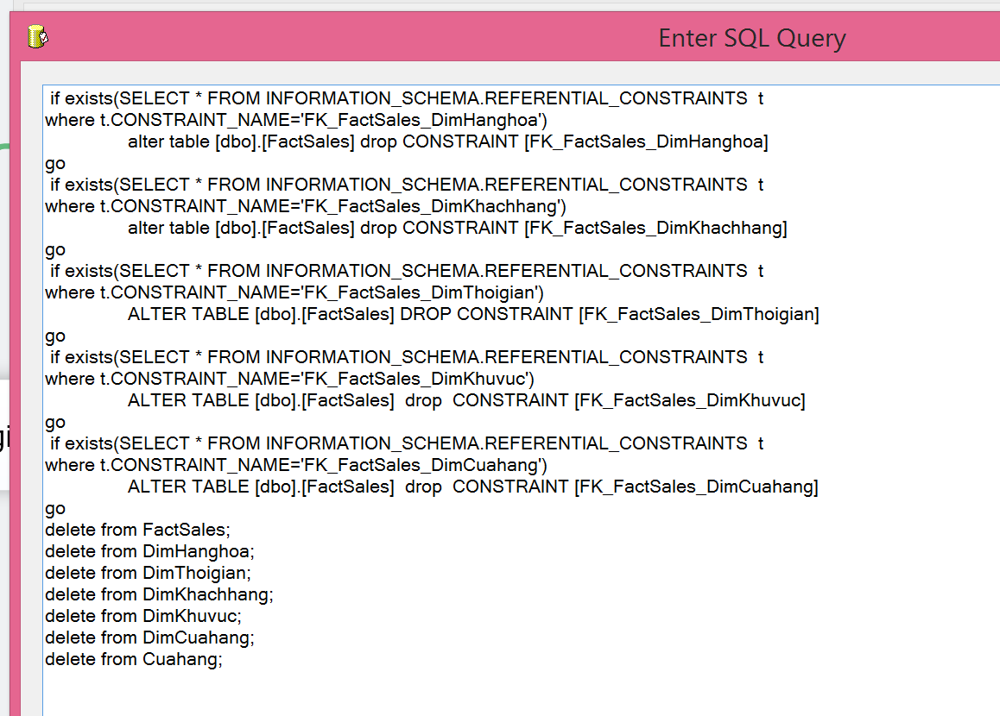 Enter SQL Query
if exists(SELECT * FROM INFORMATION_SCHEMA.REFERENTIAL_CONSTRAINTS  t
where t.CONSTRAINT_NAME='FK_FactSales_DimHanghoa')
alter table [dbo].[FactSales] drop CONSTRAINT [FK_FactSales_DimHanghoa]
go
if exists(SELECT * FROM INFORMATION_SCHEMA.REFERENTIAL_CONSTRAINTS  t
where t.CONSTRAINT_NAME='FK_FactSales_DimKhachhang')
alter table [dbo].[FactSales] drop CONSTRAINT [FK_FactSales_DimKhachhang]
go
if exists(SELECT * FROM INFORMATION_SCHEMA.REFERENTIAL_CONSTRAINTS  t
where t.CONSTRAINT_NAME='FK_FactSales_DimThoigian')
ALTER TABLE [dbo].[FactSales] DROP CONSTRAINT [FK_FactSales_DimThoigian]
go
if exists(SELECT * FROM INFORMATION_SCHEMA.REFERENTIAL_CONSTRAINTS  t
where t.CONSTRAINT_NAME='FK_FactSales_DimKhuvuc')
ALTER TABLE [dbo].[FactSales]  drop  CONSTRAINT [FK_FactSales_DimKhuvuc]
go
if exists(SELECT * FROM INFORMATION_SCHEMA.REFERENTIAL_CONSTRAINTS  t
where t.CONSTRAINT_NAME='FK_FactSales_DimCuahang')
ALTER TABLE [dbo].[FactSales]  drop  CONSTRAINT [FK_FactSales_DimCuahang]
go
delete from FactSales;
delete from DimHanghoa;
delete from DimThoigian;
delete from DimKhachhang;
delete from DimKhuvuc;
delete from DimCuahang;
delete from Cuahang;